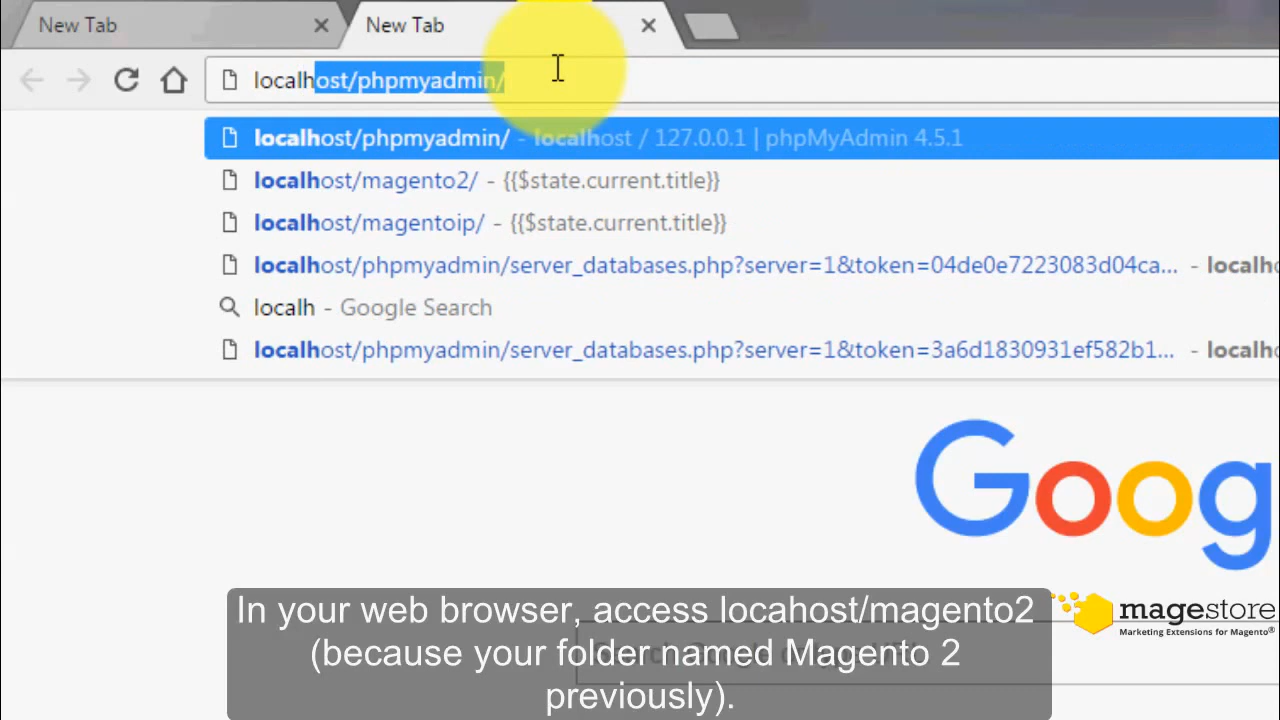 New Tab
New Tab
localhost/phpmyadmin/
localhost/phpmyadmin/ - localhost / 127.0.0.1 | phpMyAdmin 4.5.1
localhost/magento2/ - {{$state.current.title}}
localhost/magentoip/ - {{$state.current.title}}
localhost/phpmyadmin/server_databases.php?server=1&token=04de0e7223083d04ca... - localho
localh - Google Search
localhost/phpmyadmin/server_databases.php?server=1&token=3a6d1830931ef582b1... - localho
Goog
In your web browser, access locahost/magento2
(because your folder named Magento 2
previously).
magestore
Marketing Extensions for Magento®